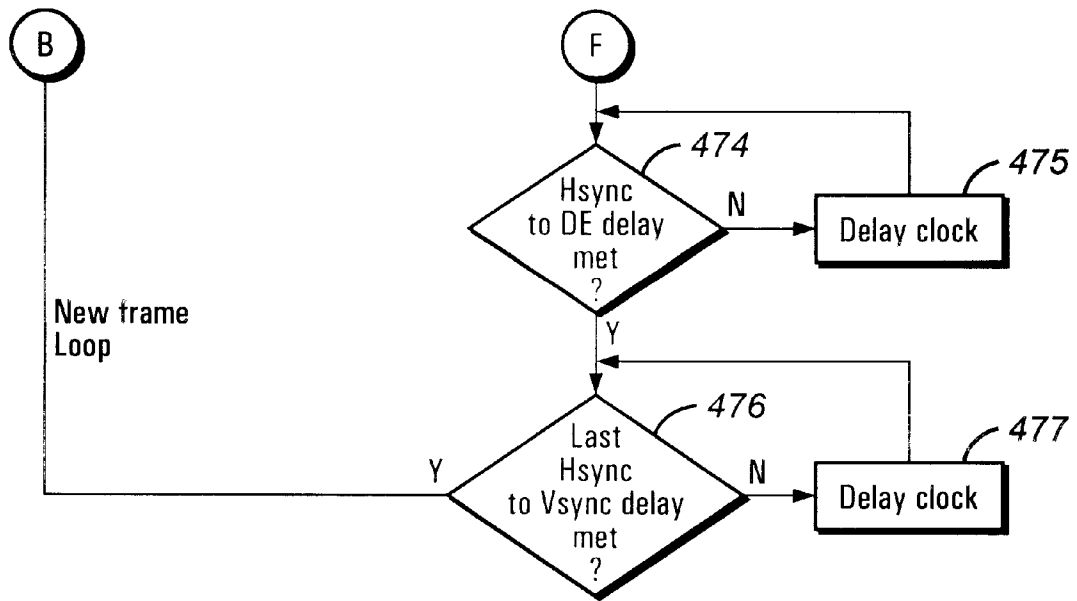 B
F
474
475
Hsync
to DE delay
met
?
N
Delay clock
New frame
Loop
Y
476
477
Last
Hsync
to Vsync delay
met
?
Y
N
Delay clock